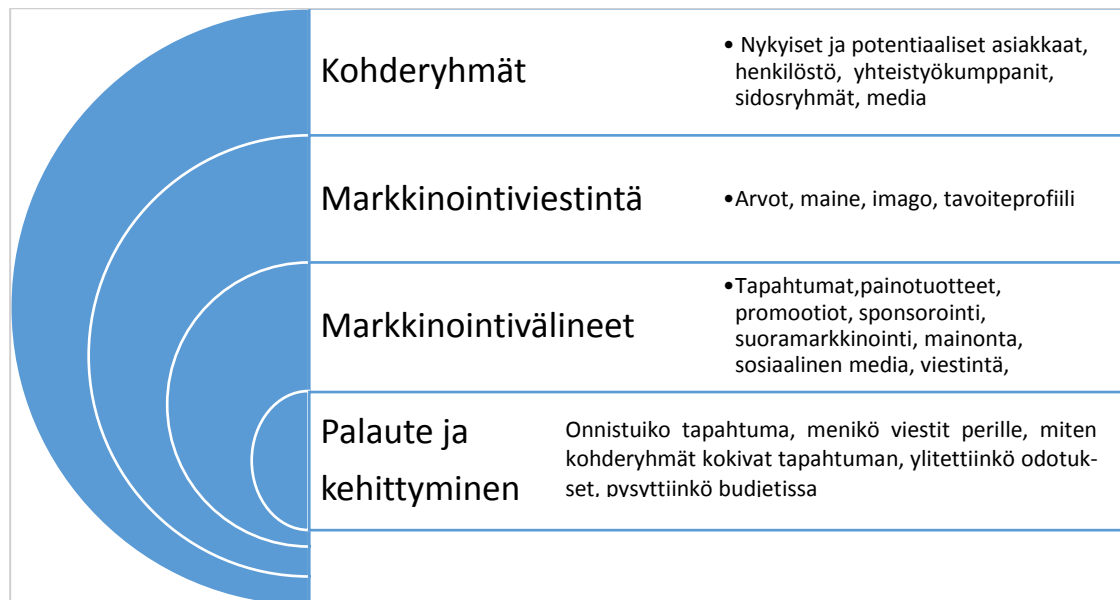 Kohderyhmät
• Nykyiset ja potentiaaliset asiakkaat,
henkilöstö, yhteistyökumppanit,
sidosryhmät, media
Markkinointiviestintä
•Arvot, maine, imago, tavoiteprofiili
Markkinointivälineet
•Tapahtumat,painotuotteet,
promootiot, sponsorointi,
suoramarkkinointi, mainonta,
sosiaalinen media, viestintä,
Palaute ja
kehittyminen
Onnistuiko tapahtuma, menikö viestit perille, miten
kohderyhmät kokivat tapahtuman, ylitettiinkö odotuk-
set, pysyttiinkö budjetissa